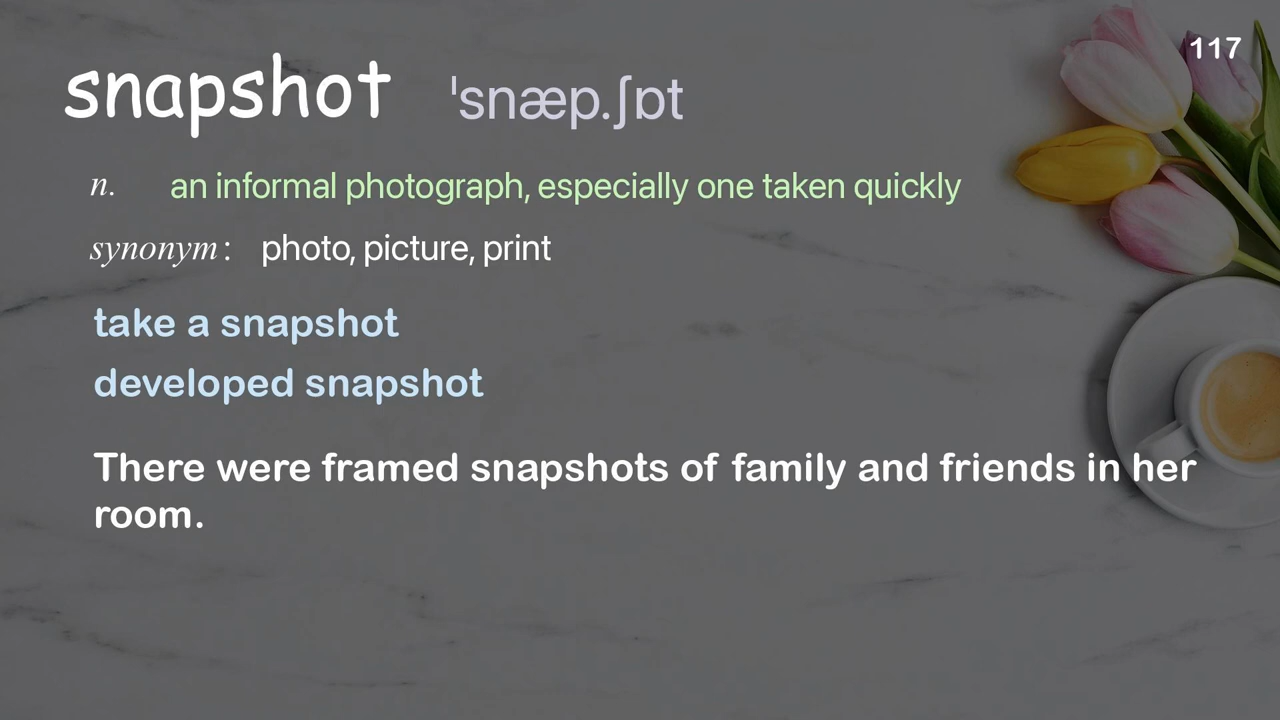 117
snapshot ˈsnæp.ʃɒt
n. an informal photograph, especially one taken quickly
synonym: photo, picture, print
take a snapshot
developed snapshot
There were framed snapshots of family and friends in her
room.